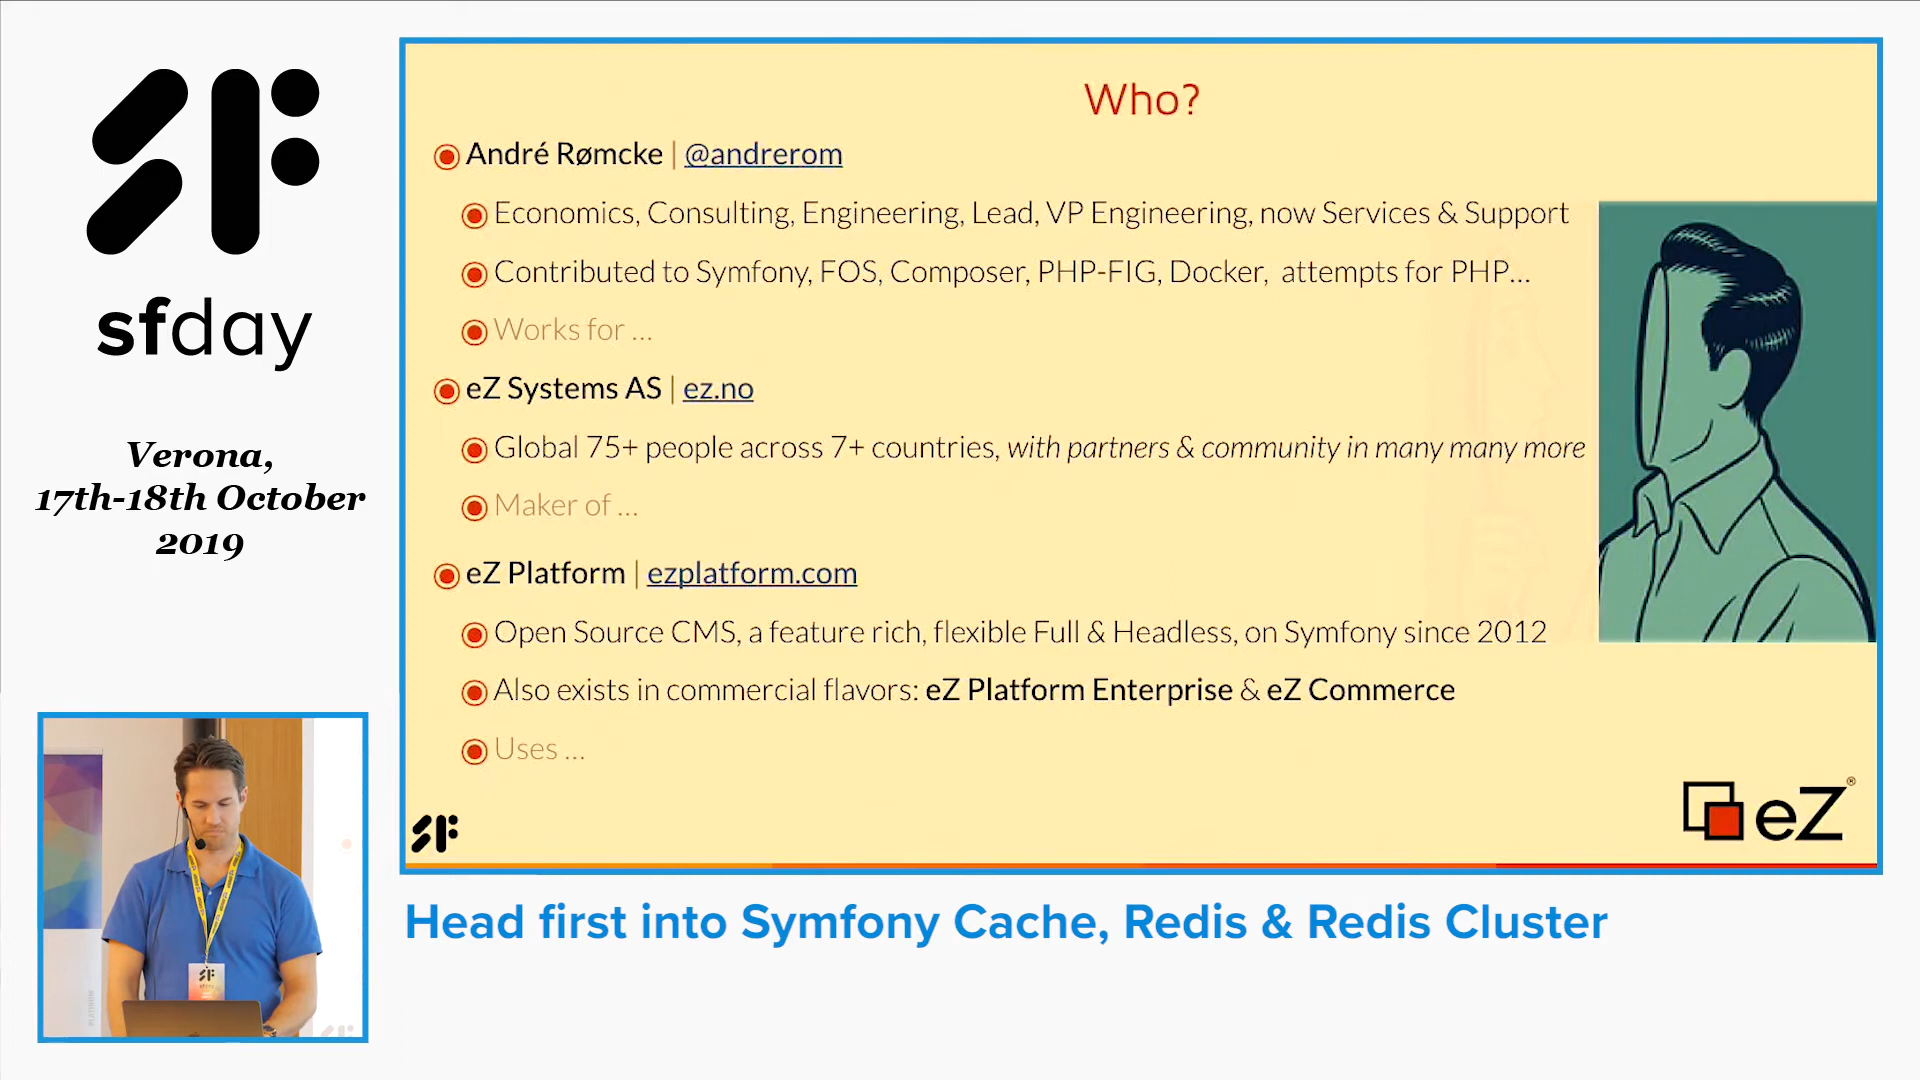 sfday
Verona,
17th-18th October
2019
Who?
André Rømcke | @andrerom
Economics, Consulting, Engineering, Lead, VP Engineering, now Services & Support
Contributed to Symfony, FOS, Composer, PHP-FIG, Docker, attempts for PHP...
Works for ...
eZ Systems AS | ez.no
Global 75+ people across 7+ countries, with partners & community in many many more
Maker of ...
eZ Platform | ezplatform.com
Open Source CMS, a feature rich, flexible Full & Headless, on Symfony since 2012
Also exists in commercial flavors: eZ Platform Enterprise & eZ Commerce
Uses ...
eZ®
Head first into Symfony Cache, Redis & Redis Cluster